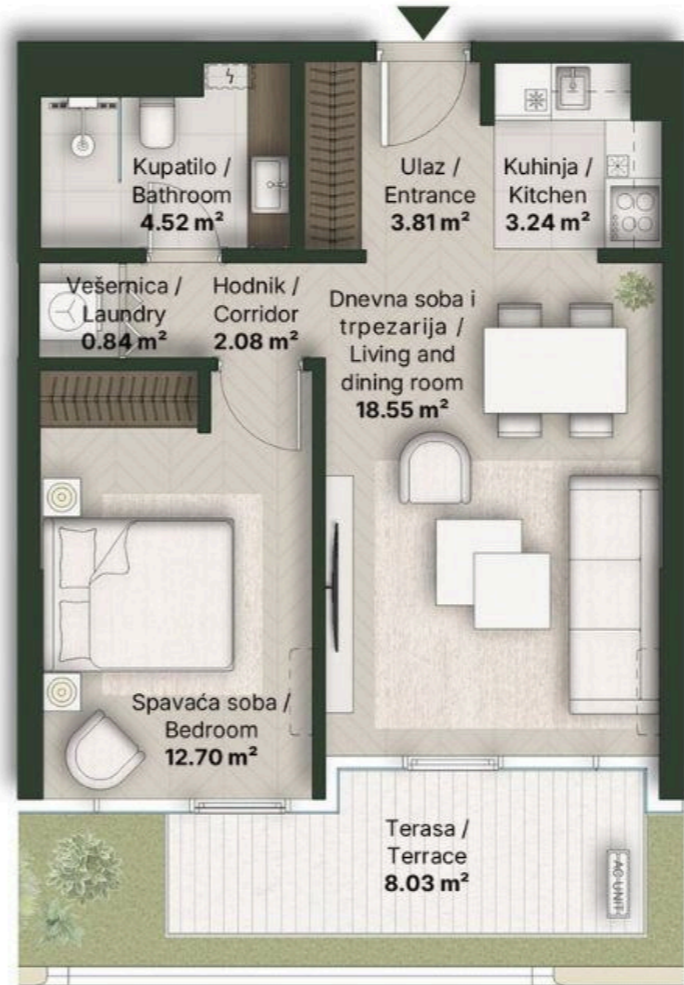 Kupatilo /
Bathroom
4.52 m²
Ulaz /
Entrance
3.81 m²
Kuhinja /
Kitchen
3.24 m²
Vešernica /
Laundry
0.84 m²
Hodnik /
Corridor
2.08 m²
Dnevna soba i
trpezarija /
Living and
dining room
18.55 m²
Spavaća soba /
Bedroom
12.70 m²
Terasa /
Terrace
8.03 m²
AC UNIT